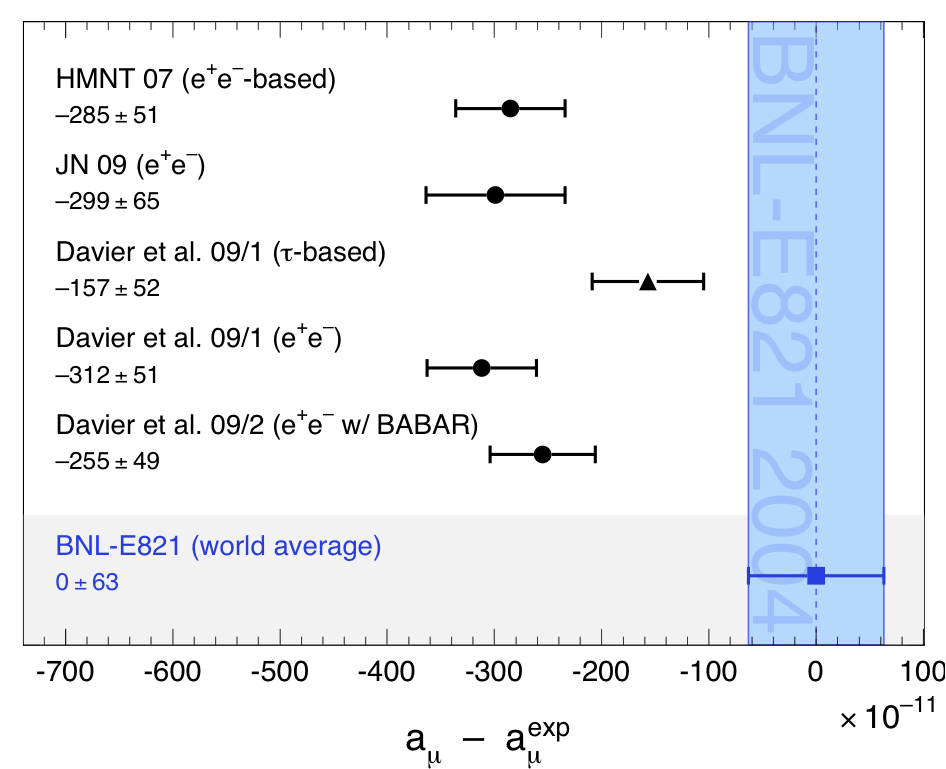 HMNT 07 (e⁺e⁻-based)
–285 ± 51
JN 09 (e⁺e⁻)
–299 ± 65
Davier et al. 09/1 (τ-based)
–157 ± 52
Davier et al. 09/1 (e⁺e⁻)
–312 ± 51
Davier et al. 09/2 (e⁺e⁻ w/ BABAR)
–255 ± 49
BNL-E821 (world average)
0 ± 63
BNL-E821 2004
-700 -600 -500 -400 -300 -200 -100 0 100
× 10⁻¹¹
a_μ – a_μ^exp